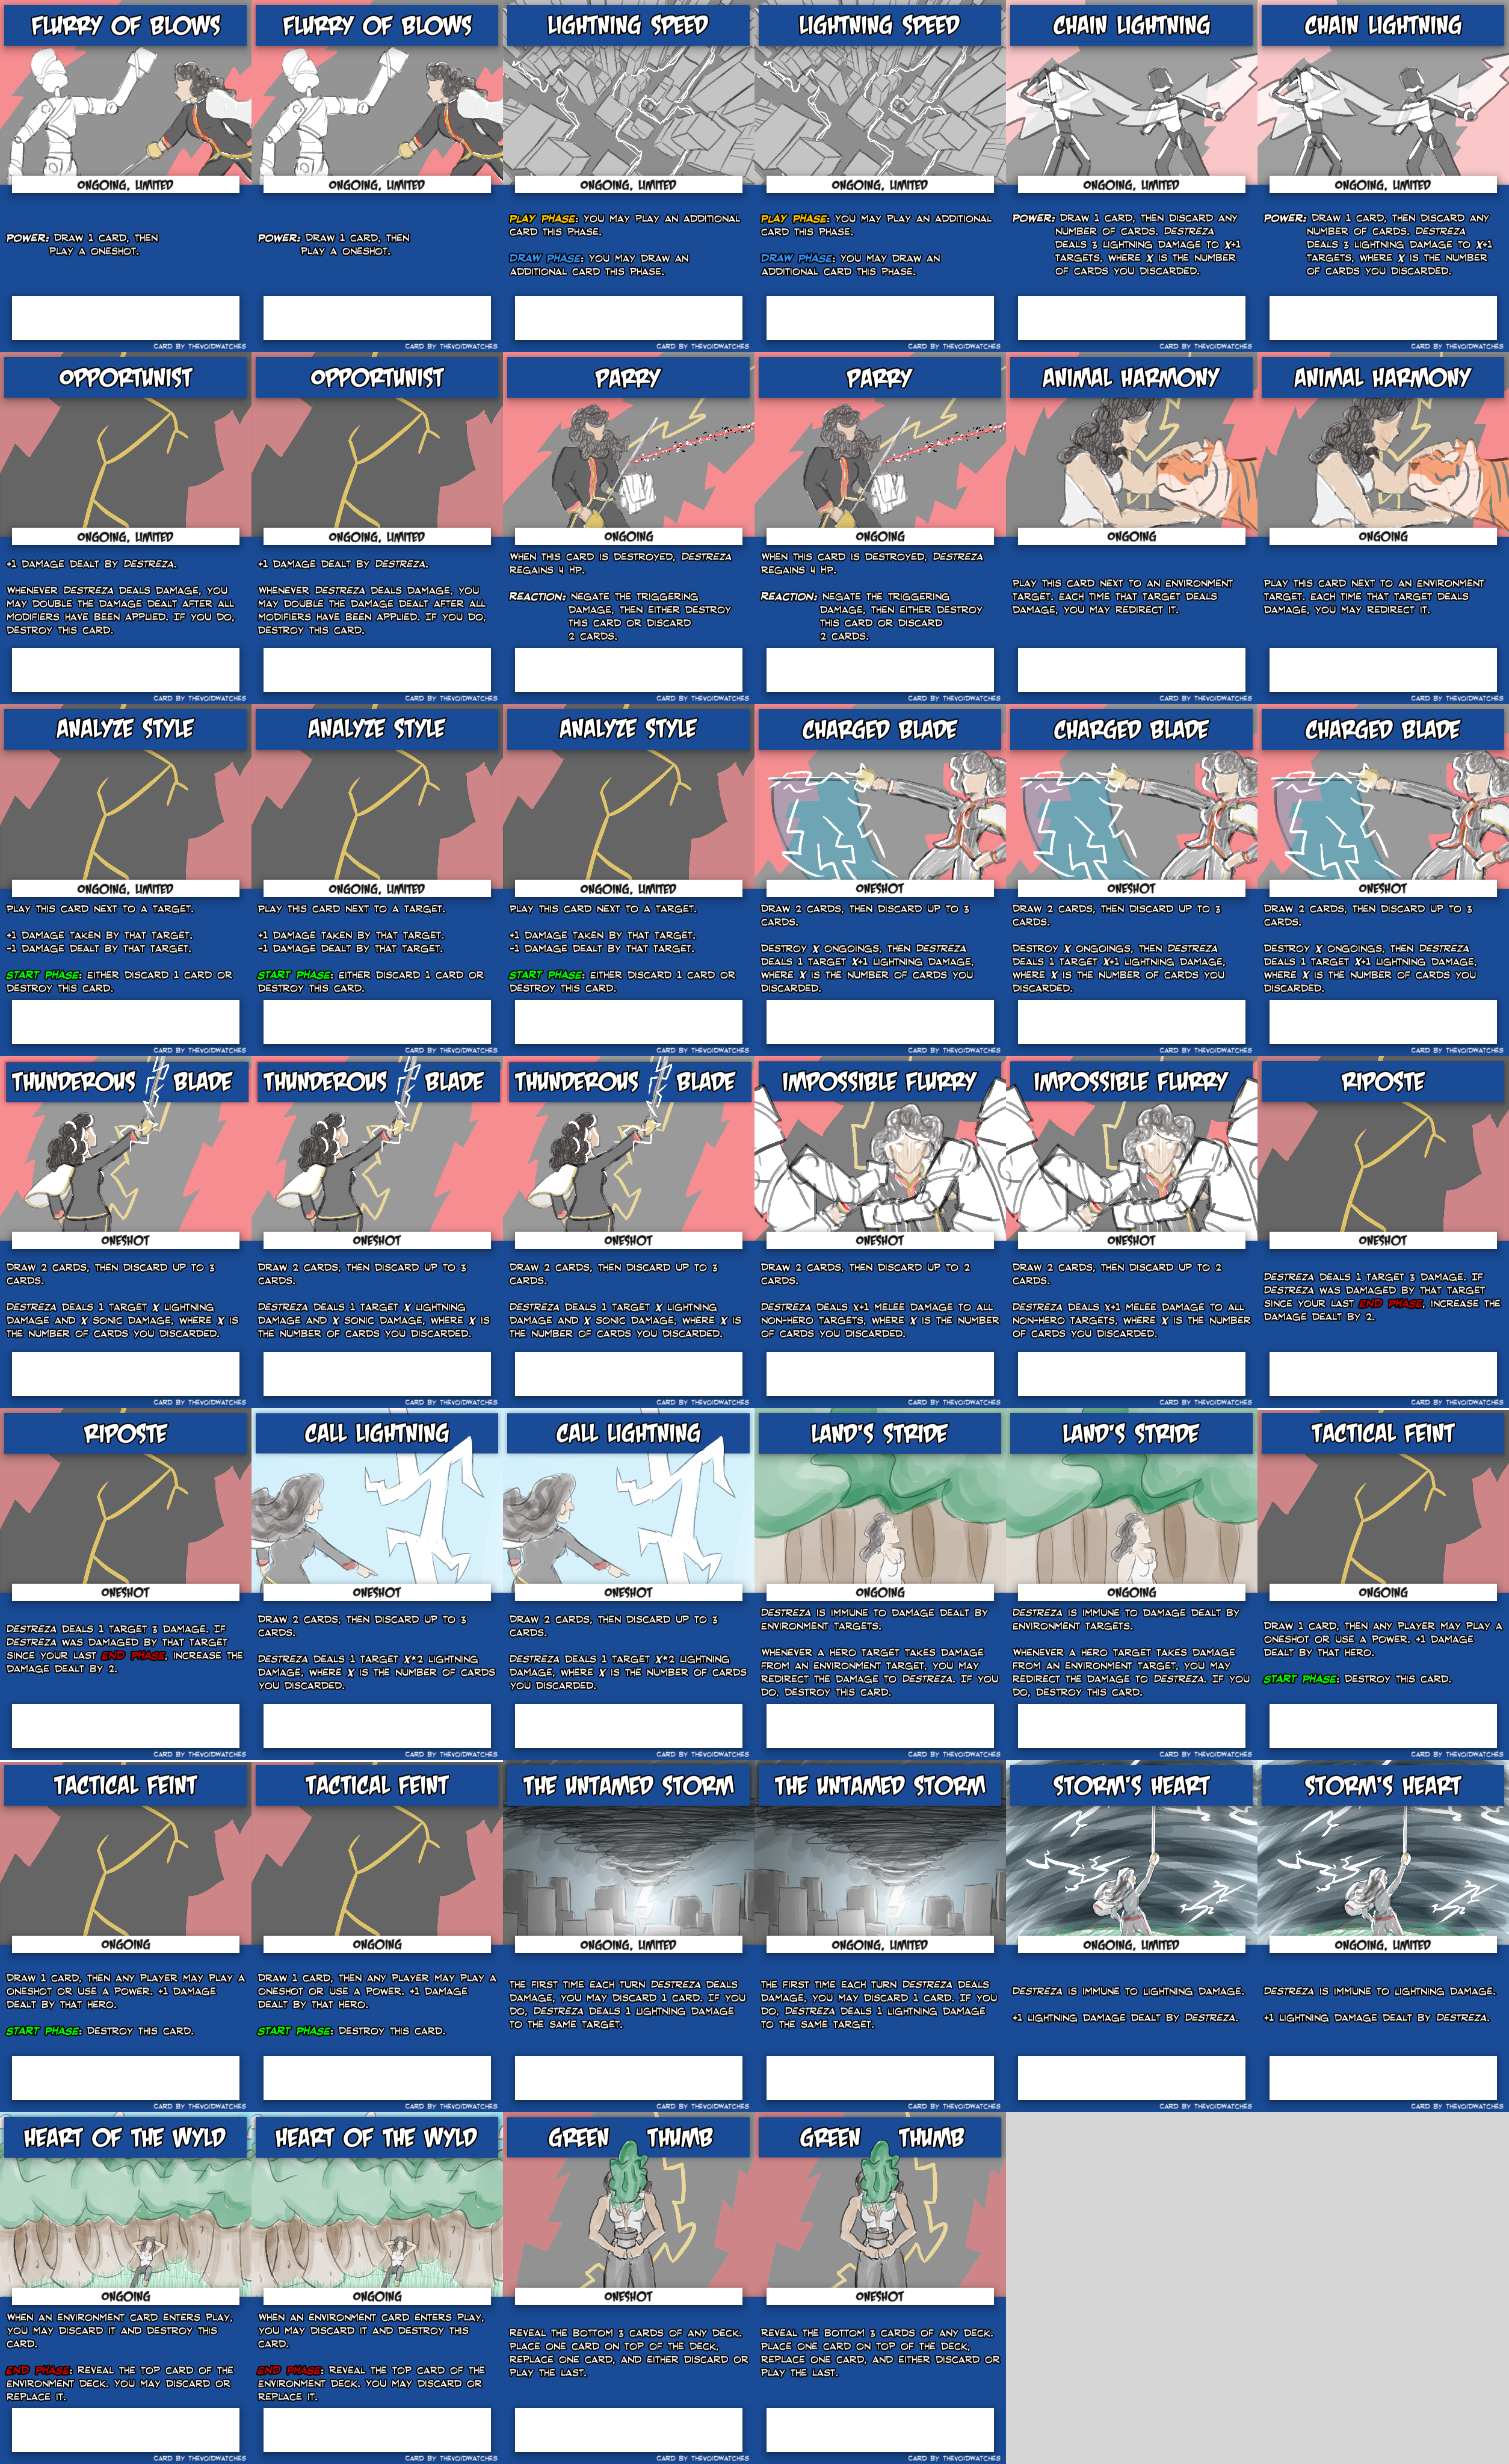 FLURRY OF BLOWS
ONGOING, LIMITED
POWER: DRAW 1 CARD, THEN
PLAY A ONESHOT.
CARD BY THEVOIDWATCHES
FLURRY OF BLOWS
ONGOING, LIMITED
POWER: DRAW 1 CARD, THEN
PLAY A ONESHOT.
CARD BY THEVOIDWATCHES
LIGHTNING SPEED
ONGOING, LIMITED
PLAY PHASE: YOU MAY PLAY AN ADDITIONAL
CARD THIS PHASE.
DRAW PHASE: YOU MAY DRAW AN
ADDITIONAL CARD THIS PHASE.
CARD BY THEVOIDWATCHES
LIGHTNING SPEED
ONGOING, LIMITED
PLAY PHASE: YOU MAY PLAY AN ADDITIONAL
CARD THIS PHASE.
DRAW PHASE: YOU MAY DRAW AN
ADDITIONAL CARD THIS PHASE.
CARD BY THEVOIDWATCHES
CHAIN LIGHTNING
ONGOING, LIMITED
POWER: DRAW 1 CARD, THEN DISCARD ANY
NUMBER OF CARDS. DESTREZA
DEALS 3 LIGHTNING DAMAGE TO X+1
TARGETS, WHERE X IS THE NUMBER
OF CARDS YOU DISCARDED.
CARD BY THEVOIDWATCHES
CHAIN LIGHTNING
ONGOING, LIMITED
POWER: DRAW 1 CARD, THEN DISCARD ANY
NUMBER OF CARDS. DESTREZA
DEALS 3 LIGHTNING DAMAGE TO X+1
TARGETS, WHERE X IS THE NUMBER
OF CARDS YOU DISCARDED.
CARD BY THEVOIDWATCHES
OPPORTUNIST
ONGOING, LIMITED
+1 DAMAGE DEALT BY DESTREZA.
WHENEVER DESTREZA DEALS DAMAGE, YOU
MAY DOUBLE THE DAMAGE DEALT AFTER ALL
MODIFIERS HAVE BEEN APPLIED. IF YOU DO,
DESTROY THIS CARD.
CARD BY THEVOIDWATCHES
OPPORTUNIST
ONGOING, LIMITED
+1 DAMAGE DEALT BY DESTREZA.
WHENEVER DESTREZA DEALS DAMAGE, YOU
MAY DOUBLE THE DAMAGE DEALT AFTER ALL
MODIFIERS HAVE BEEN APPLIED. IF YOU DO,
DESTROY THIS CARD.
CARD BY THEVOIDWATCHES
PARRY
ONGOING
WHEN THIS CARD IS DESTROYED, DESTREZA
REGAINS 4 HP.
REACTION: NEGATE THE TRIGGERING
DAMAGE, THEN EITHER DESTROY
THIS CARD OR DISCARD
2 CARDS.
CARD BY THEVOIDWATCHES
PARRY
ONGOING
WHEN THIS CARD IS DESTROYED, DESTREZA
REGAINS 4 HP.
REACTION: NEGATE THE TRIGGERING
DAMAGE, THEN EITHER DESTROY
THIS CARD OR DISCARD
2 CARDS.
CARD BY THEVOIDWATCHES
ANIMAL HARMONY
ONGOING
PLAY THIS CARD NEXT TO AN ENVIRONMENT
TARGET. EACH TIME THAT TARGET DEALS
DAMAGE, YOU MAY REDIRECT IT.
CARD BY THEVOIDWATCHES
ANIMAL HARMONY
ONGOING
PLAY THIS CARD NEXT TO AN ENVIRONMENT
TARGET. EACH TIME THAT TARGET DEALS
DAMAGE, YOU MAY REDIRECT IT.
CARD BY THEVOIDWATCHES
ANALYZE STYLE
ONGOING, LIMITED
PLAY THIS CARD NEXT TO A TARGET.
+1 DAMAGE TAKEN BY THAT TARGET.
-1 DAMAGE DEALT BY THAT TARGET.
START PHASE: EITHER DISCARD 1 CARD OR
DESTROY THIS CARD.
CARD BY THEVOIDWATCHES
ANALYZE STYLE
ONGOING, LIMITED
PLAY THIS CARD NEXT TO A TARGET.
+1 DAMAGE TAKEN BY THAT TARGET.
-1 DAMAGE DEALT BY THAT TARGET.
START PHASE: EITHER DISCARD 1 CARD OR
DESTROY THIS CARD.
CARD BY THEVOIDWATCHES
ANALYZE STYLE
ONGOING, LIMITED
PLAY THIS CARD NEXT TO A TARGET.
+1 DAMAGE TAKEN BY THAT TARGET.
-1 DAMAGE DEALT BY THAT TARGET.
START PHASE: EITHER DISCARD 1 CARD OR
DESTROY THIS CARD.
CARD BY THEVOIDWATCHES
CHARGED BLADE
ONESHOT
DRAW 2 CARDS, THEN DISCARD UP TO 3
CARDS.
DESTROY X ONGOINGS, THEN DESTREZA
DEALS 1 TARGET X+1 LIGHTNING DAMAGE,
WHERE X IS THE NUMBER OF CARDS YOU
DISCARDED.
CARD BY THEVOIDWATCHES
CHARGED BLADE
ONESHOT
DRAW 2 CARDS, THEN DISCARD UP TO 3
CARDS.
DESTROY X ONGOINGS, THEN DESTREZA
DEALS 1 TARGET X+1 LIGHTNING DAMAGE,
WHERE X IS THE NUMBER OF CARDS YOU
DISCARDED.
CARD BY THEVOIDWATCHES
CHARGED BLADE
ONESHOT
DRAW 2 CARDS, THEN DISCARD UP TO 3
CARDS.
DESTROY X ONGOINGS, THEN DESTREZA
DEALS 1 TARGET X+1 LIGHTNING DAMAGE,
WHERE X IS THE NUMBER OF CARDS YOU
DISCARDED.
CARD BY THEVOIDWATCHES
THUNDEROUS BLADE
ONESHOT
DRAW 2 CARDS, THEN DISCARD UP TO 3
CARDS.
DESTREZA DEALS 1 TARGET X LIGHTNING
DAMAGE AND X SONIC DAMAGE, WHERE X IS
THE NUMBER OF CARDS YOU DISCARDED.
CARD BY THEVOIDWATCHES
THUNDEROUS BLADE
ONESHOT
DRAW 2 CARDS, THEN DISCARD UP TO 3
CARDS.
DESTREZA DEALS 1 TARGET X LIGHTNING
DAMAGE AND X SONIC DAMAGE, WHERE X IS
THE NUMBER OF CARDS YOU DISCARDED.
CARD BY THEVOIDWATCHES
THUNDEROUS BLADE
ONESHOT
DRAW 2 CARDS, THEN DISCARD UP TO 3
CARDS.
DESTREZA DEALS 1 TARGET X LIGHTNING
DAMAGE AND X SONIC DAMAGE, WHERE X IS
THE NUMBER OF CARDS YOU DISCARDED.
CARD BY THEVOIDWATCHES
IMPOSSIBLE FLURRY
ONESHOT
DRAW 2 CARDS, THEN DISCARD UP TO 2
CARDS.
DESTREZA DEALS X+1 MELEE DAMAGE TO ALL
NON-HERO TARGETS, WHERE X IS THE NUMBER
OF CARDS YOU DISCARDED.
CARD BY THEVOIDWATCHES
IMPOSSIBLE FLURRY
ONESHOT
DRAW 2 CARDS, THEN DISCARD UP TO 2
CARDS.
DESTREZA DEALS X+1 MELEE DAMAGE TO ALL
NON-HERO TARGETS, WHERE X IS THE NUMBER
OF CARDS YOU DISCARDED.
CARD BY THEVOIDWATCHES
RIPOSTE
ONESHOT
DESTREZA DEALS 1 TARGET 3 DAMAGE. IF
DESTREZA WAS DAMAGED BY THAT TARGET
SINCE YOUR LAST END PHASE, INCREASE THE
DAMAGE DEALT BY 2.
CARD BY THEVOIDWATCHES
RIPOSTE
ONESHOT
DESTREZA DEALS 1 TARGET 3 DAMAGE. IF
DESTREZA WAS DAMAGED BY THAT TARGET
SINCE YOUR LAST END PHASE, INCREASE THE
DAMAGE DEALT BY 2.
CARD BY THEVOIDWATCHES
CALL LIGHTNING
ONESHOT
DRAW 2 CARDS, THEN DISCARD UP TO 3
CARDS.
DESTREZA DEALS 1 TARGET X*2 LIGHTNING
DAMAGE, WHERE X IS THE NUMBER OF CARDS
YOU DISCARDED.
CARD BY THEVOIDWATCHES
CALL LIGHTNING
ONESHOT
DRAW 2 CARDS, THEN DISCARD UP TO 3
CARDS.
DESTREZA DEALS 1 TARGET X*2 LIGHTNING
DAMAGE, WHERE X IS THE NUMBER OF CARDS
YOU DISCARDED.
CARD BY THEVOIDWATCHES
LAND'S STRIDE
ONGOING
DESTREZA IS IMMUNE TO DAMAGE DEALT BY
ENVIRONMENT TARGETS.
WHENEVER A HERO TARGET TAKES DAMAGE
FROM AN ENVIRONMENT TARGET, YOU MAY
REDIRECT THE DAMAGE TO DESTREZA. IF YOU
DO, DESTROY THIS CARD.
CARD BY THEVOIDWATCHES
LAND'S STRIDE
ONGOING
DESTREZA IS IMMUNE TO DAMAGE DEALT BY
ENVIRONMENT TARGETS.
WHENEVER A HERO TARGET TAKES DAMAGE
FROM AN ENVIRONMENT TARGET, YOU MAY
REDIRECT THE DAMAGE TO DESTREZA. IF YOU
DO, DESTROY THIS CARD.
CARD BY THEVOIDWATCHES
TACTICAL FEINT
ONGOING
DRAW 1 CARD, THEN ANY PLAYER MAY PLAY A
ONESHOT OR USE A POWER. +1 DAMAGE
DEALT BY THAT HERO.
START PHASE: DESTROY THIS CARD.
CARD BY THEVOIDWATCHES
TACTICAL FEINT
ONGOING
DRAW 1 CARD, THEN ANY PLAYER MAY PLAY A
ONESHOT OR USE A POWER. +1 DAMAGE
DEALT BY THAT HERO.
START PHASE: DESTROY THIS CARD.
CARD BY THEVOIDWATCHES
TACTICAL FEINT
ONGOING
DRAW 1 CARD, THEN ANY PLAYER MAY PLAY A
ONESHOT OR USE A POWER. +1 DAMAGE
DEALT BY THAT HERO.
START PHASE: DESTROY THIS CARD.
CARD BY THEVOIDWATCHES
THE UNTAMED STORM
ONGOING, LIMITED
THE FIRST TIME EACH TURN DESTREZA DEALS
DAMAGE, YOU MAY DISCARD 1 CARD. IF YOU
DO, DESTREZA DEALS 1 LIGHTNING DAMAGE
TO THE SAME TARGET.
CARD BY THEVOIDWATCHES
THE UNTAMED STORM
ONGOING, LIMITED
THE FIRST TIME EACH TURN DESTREZA DEALS
DAMAGE, YOU MAY DISCARD 1 CARD. IF YOU
DO, DESTREZA DEALS 1 LIGHTNING DAMAGE
TO THE SAME TARGET.
CARD BY THEVOIDWATCHES
STORM'S HEART
ONGOING, LIMITED
DESTREZA IS IMMUNE TO LIGHTNING DAMAGE.
+1 LIGHTNING DAMAGE DEALT BY DESTREZA.
CARD BY THEVOIDWATCHES
STORM'S HEART
ONGOING, LIMITED
DESTREZA IS IMMUNE TO LIGHTNING DAMAGE.
+1 LIGHTNING DAMAGE DEALT BY DESTREZA.
CARD BY THEVOIDWATCHES
HEART OF THE WYLD
ONGOING
WHEN AN ENVIRONMENT CARD ENTERS PLAY,
YOU MAY DISCARD IT AND DESTROY THIS
CARD.
END PHASE: REVEAL THE TOP CARD OF THE
ENVIRONMENT DECK. YOU MAY DISCARD OR
REPLACE IT.
CARD BY THEVOIDWATCHES
HEART OF THE WYLD
ONGOING
WHEN AN ENVIRONMENT CARD ENTERS PLAY,
YOU MAY DISCARD IT AND DESTROY THIS
CARD.
END PHASE: REVEAL THE TOP CARD OF THE
ENVIRONMENT DECK. YOU MAY DISCARD OR
REPLACE IT.
CARD BY THEVOIDWATCHES
GREEN THUMB
ONESHOT
REVEAL THE BOTTOM 3 CARDS OF ANY DECK.
PLACE ONE CARD ON TOP OF THE DECK,
REPLACE ONE CARD, AND EITHER DISCARD OR
PLAY THE LAST.
CARD BY THEVOIDWATCHES
GREEN THUMB
ONESHOT
REVEAL THE BOTTOM 3 CARDS OF ANY DECK.
PLACE ONE CARD ON TOP OF THE DECK,
REPLACE ONE CARD, AND EITHER DISCARD OR
PLAY THE LAST.
CARD BY THEVOIDWATCHES